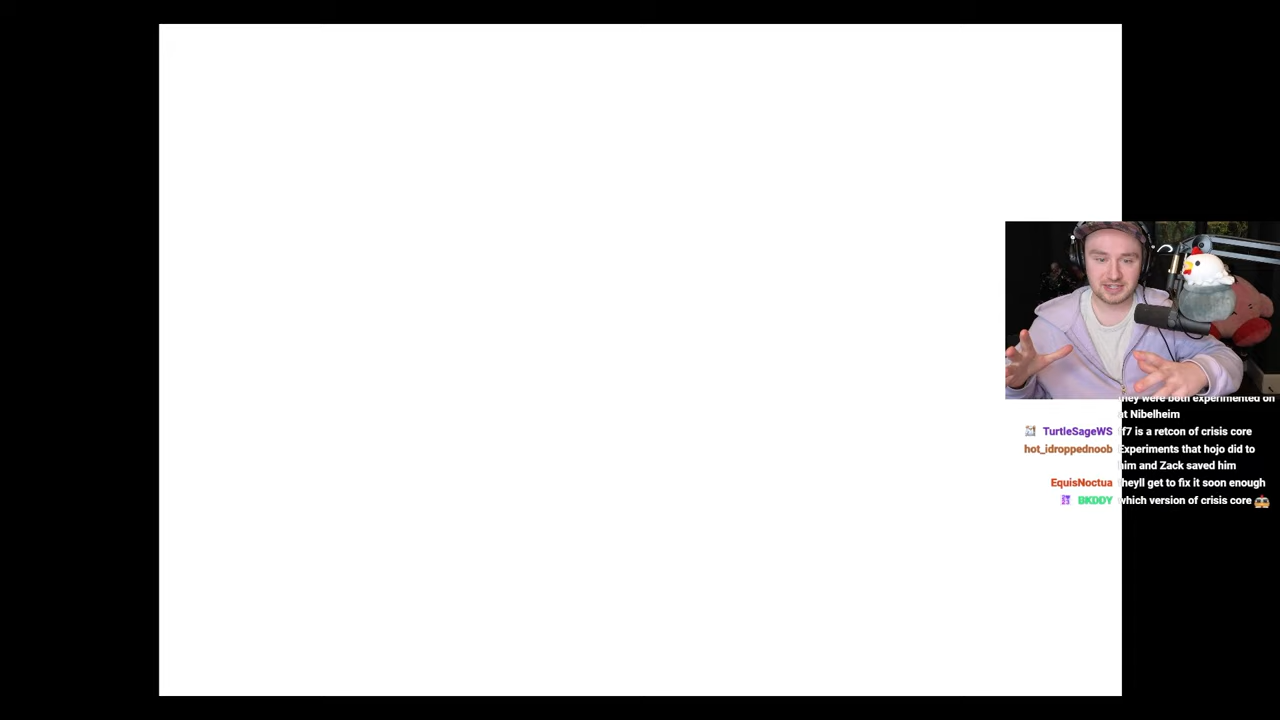 they were both experimented on
at Nibelheim
TurtleSageWS ff7 is a retcon of crisis core
hot_idroppednoob Experiments that hojo did to
him and Zack saved him
EquisNoctua theyll get to fix it soon enough
BKDDY which version of crisis core